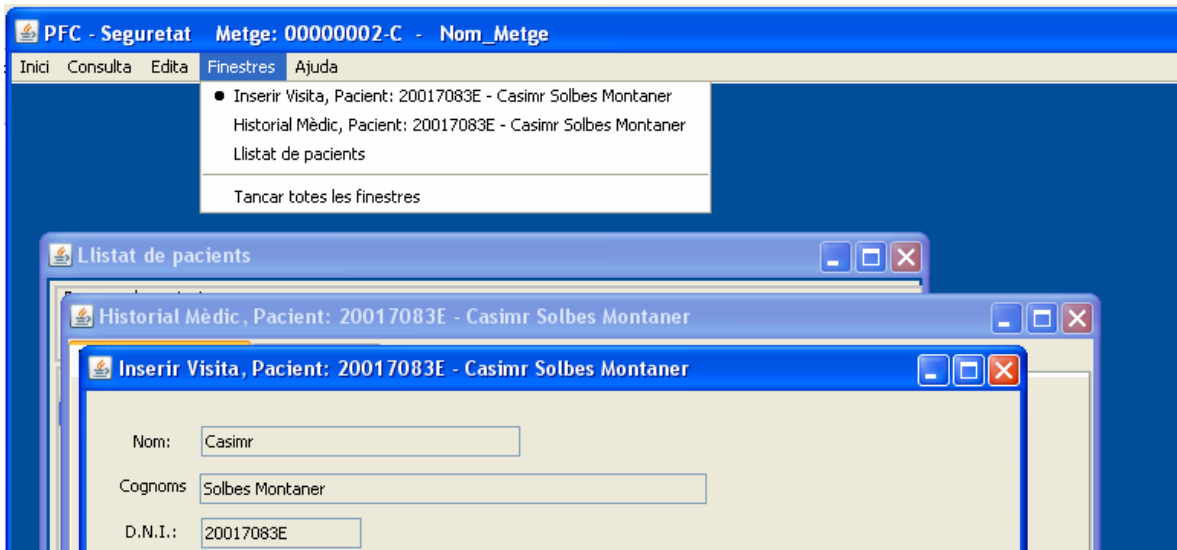 PFC - Seguretat Metge: 00000002-C - Nom_Metge
Inici Consulta Edita Finestres Ajuda
Inserir Visita, Pacient: 20017083E - Casimr Solbes Montaner
Historial Mèdic, Pacient: 20017083E - Casimr Solbes Montaner
Llistat de pacients
Tancar totes les finestres
Llistat de pacients
Historial Mèdic, Pacient: 20017083E - Casimr Solbes Montaner
Inserir Visita, Pacient: 20017083E - Casimr Solbes Montaner
Nom: Casimr
Cognoms Solbes Montaner
D.N.I.: 20017083E